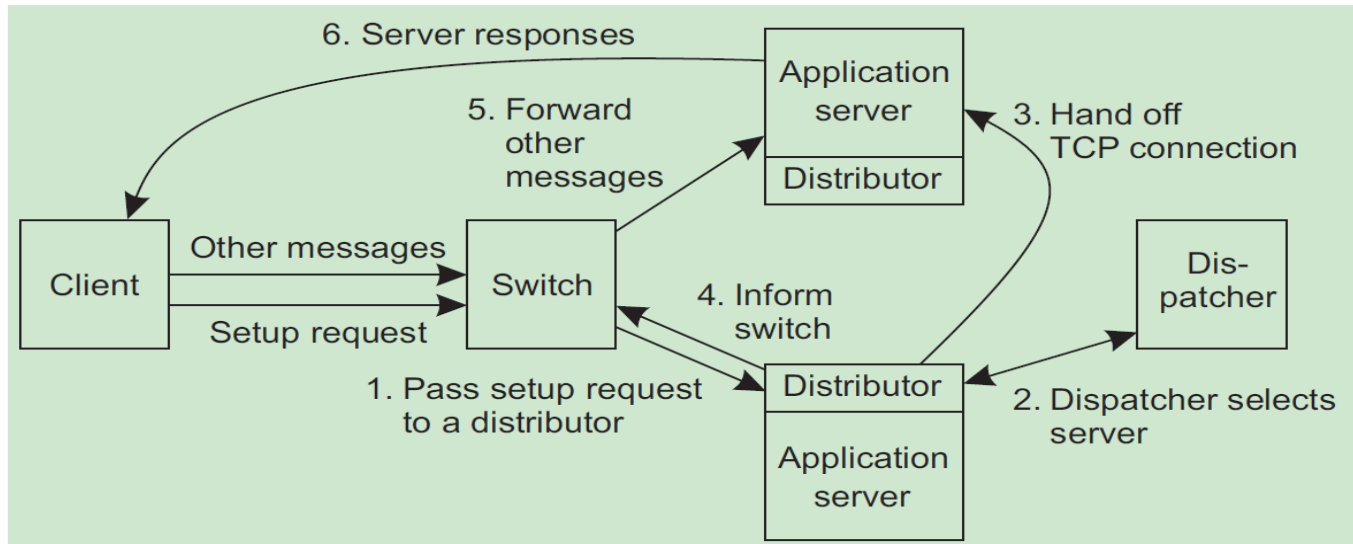 6. Server responses
Application
server
Distributor
5. Forward
other
messages
3. Hand off
TCP connection
Client
Other messages
Setup request
Switch
4. Inform
switch
Dis-
patcher
1. Pass setup request
to a distributor
Distributor
Application
server
2. Dispatcher selects
server